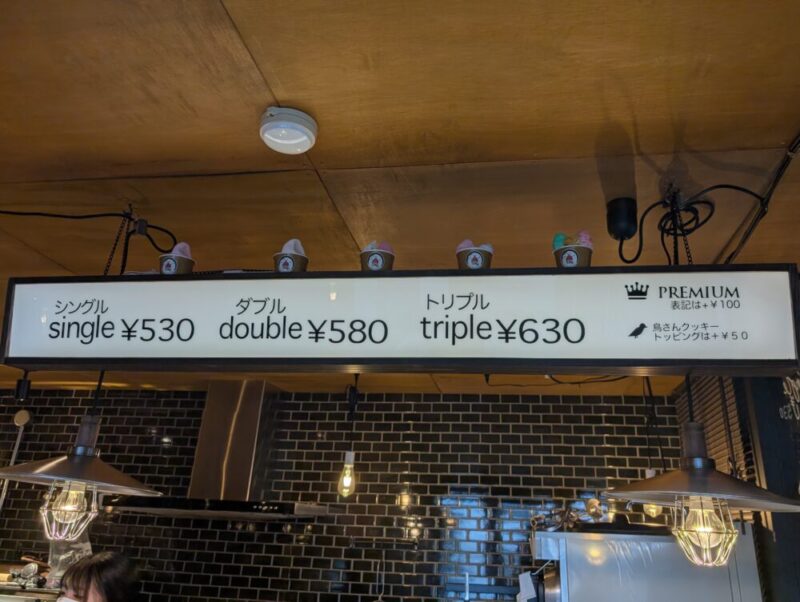 シングル
single ¥530
ダブル
double ¥580
トリプル
triple ¥630
PREMIUM
表記は+¥100
鳥さんクッキー
トッピングは+¥50